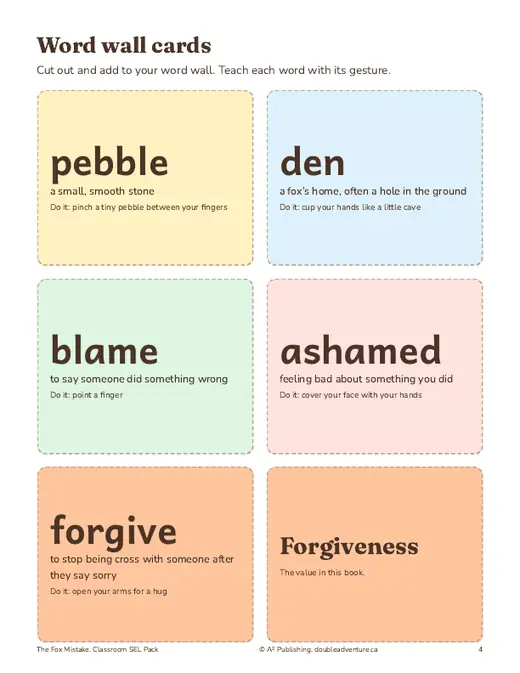 Word wall cards
Cut out and add to your word wall. Teach each word with its gesture.
pebble
a small, smooth stone
Do it: pinch a tiny pebble between your fingers
den
a fox's home, often a hole in the ground
Do it: cup your hands like a little cave
blame
to say someone did something wrong
Do it: point a finger
ashamed
feeling bad about something you did
Do it: cover your face with your hands
forgive
to stop being cross with someone after
they say sorry
Do it: open your arms for a hug
Forgiveness
The value in this book.
The Fox Mistake. Classroom SEL Pack
© A² Publishing. doubleadventure.ca
4